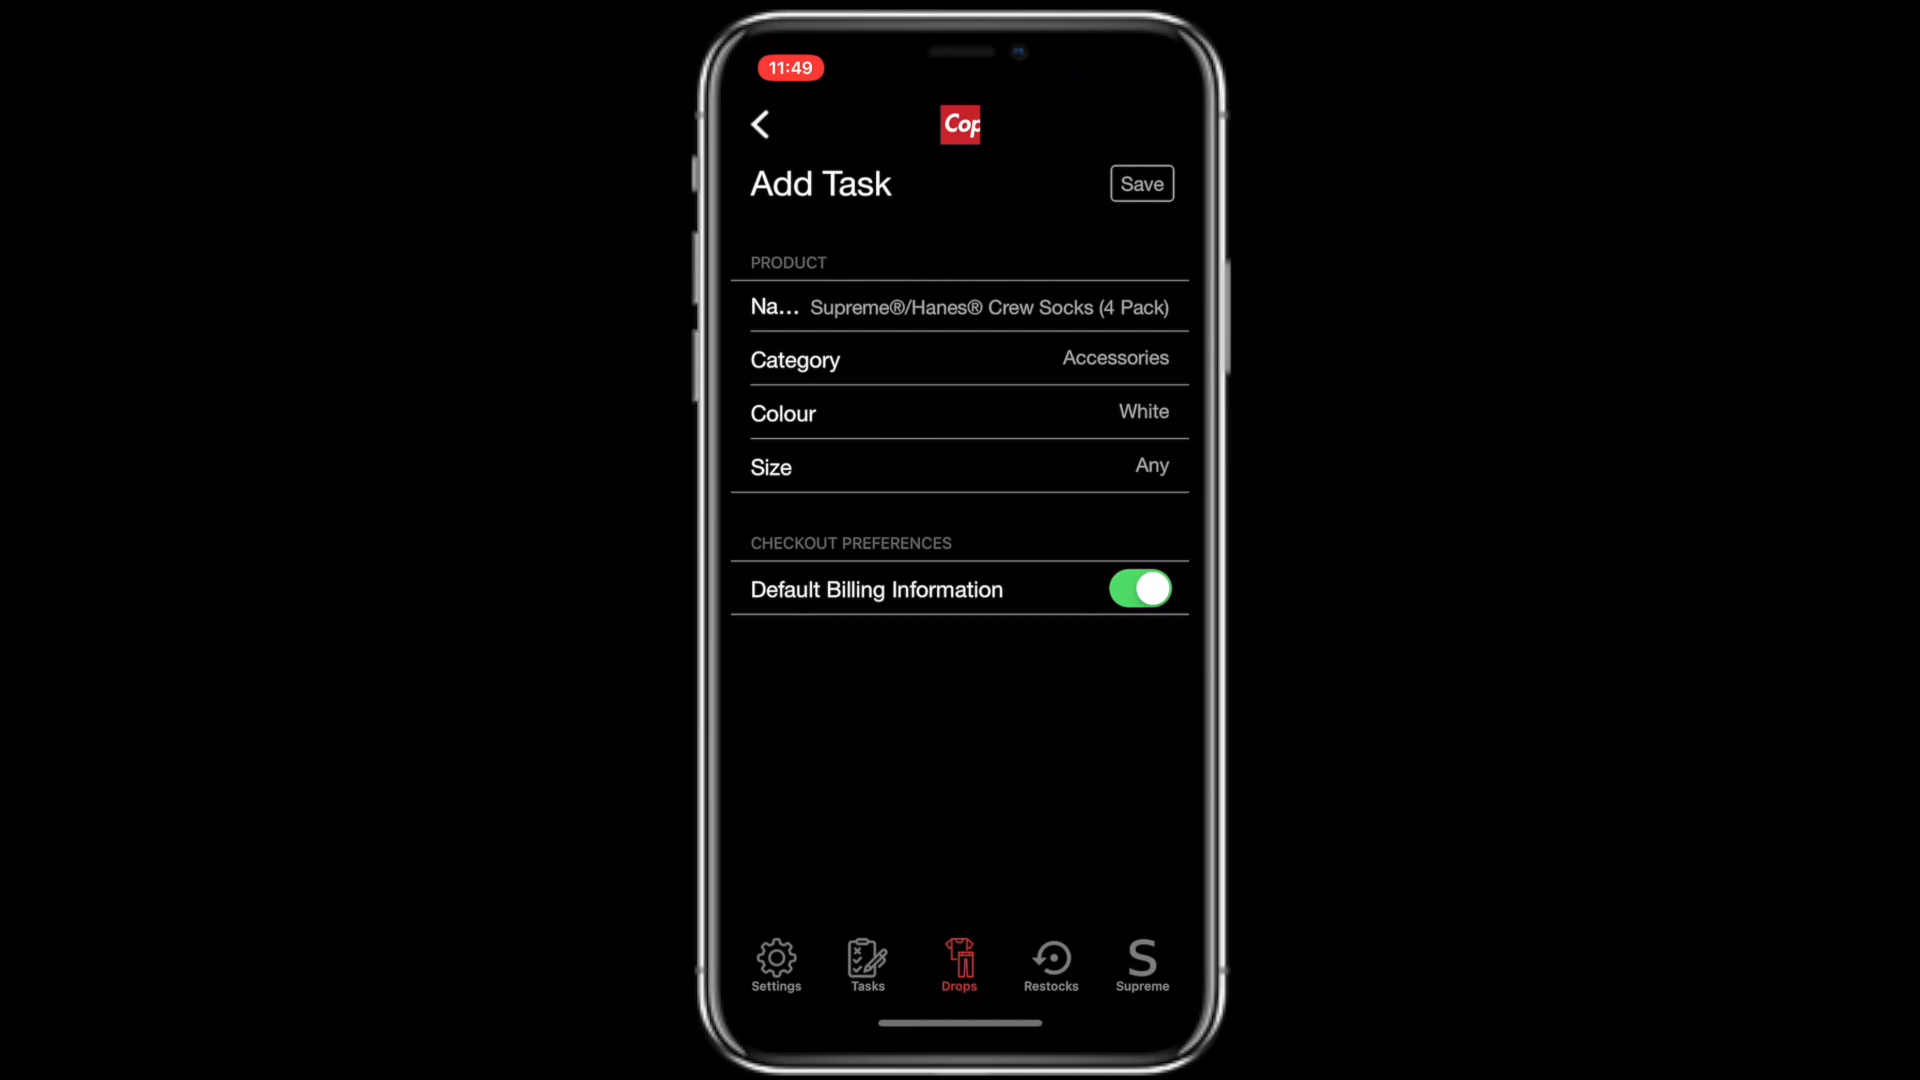 11:49
Cop
Add Task
Save
PRODUCT
Na... Supreme®/Hanes® Crew Socks (4 Pack)
Category Accessories
Colour White
Size Any
CHECKOUT PREFERENCES
Default Billing Information
Settings Tasks Drops Restocks Supreme